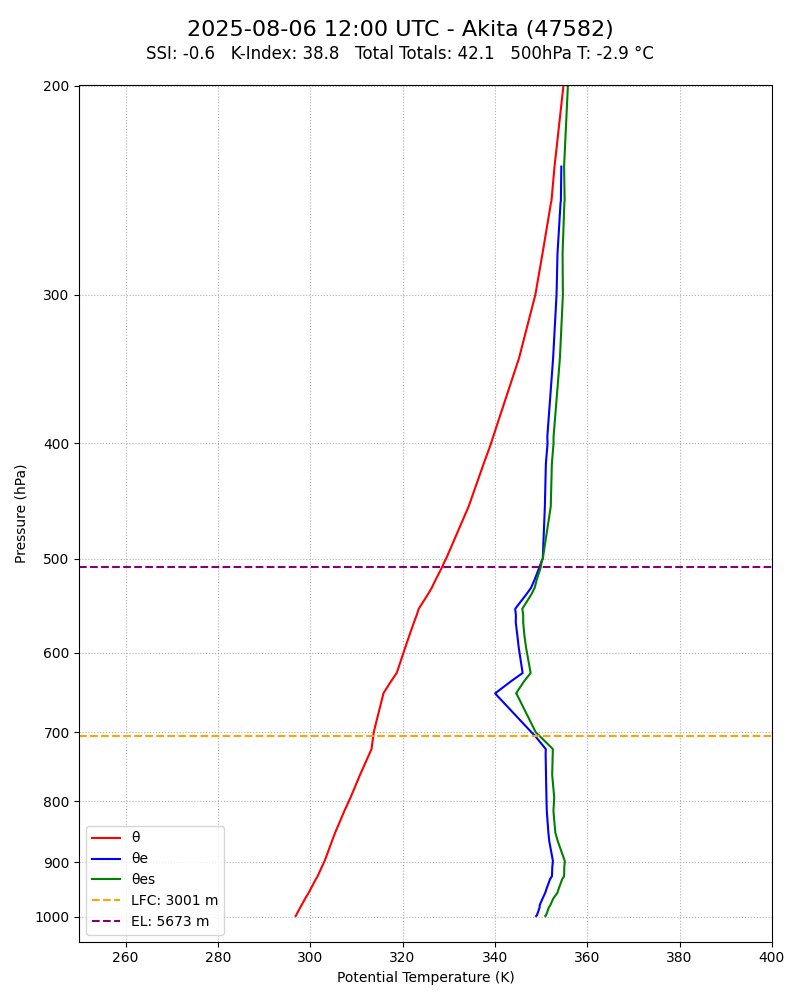 2025-08-06 12:00 UTC - Akita (47582)
SSI: -0.6 K-Index: 38.8 Total Totals: 42.1 500hPa T: -2.9 °C
200
300
400
500
600
700
800
900
1000
Pressure (hPa)
θ
θe
θes
LFC: 3001 m
EL: 5673 m
260 280 300 320 340 360 380 400
Potential Temperature (K)